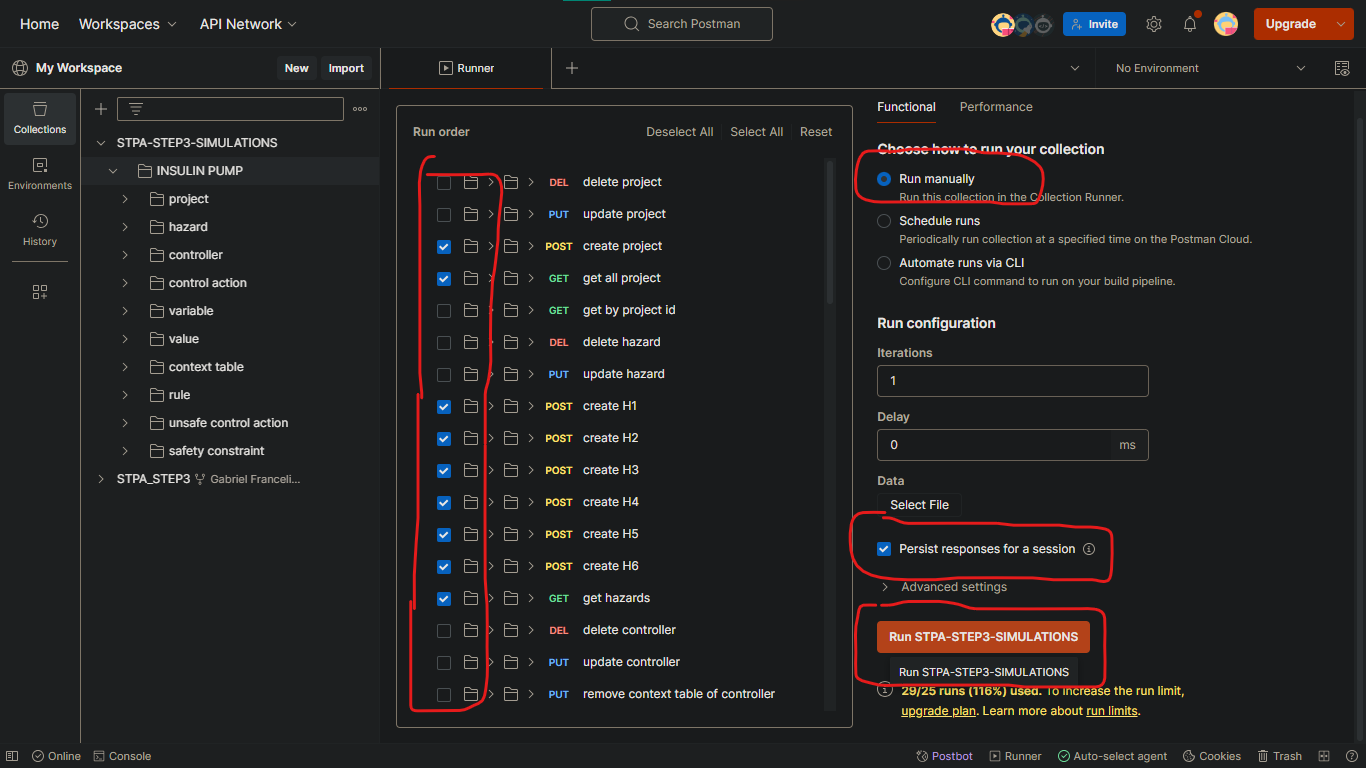 Home
Workspaces
API Network
Search Postman
Invite
Upgrade
My Workspace
New
Import
Runner
No Environment
Collections
Environments
History
STPA-STEP3-SIMULATIONS
INSULIN PUMP
project
hazard
controller
control action
variable
value
context table
rule
unsafe control action
safety constraint
STPA_STEP3 Gabriel Franceli...
Run order
Deselect All
Select All
Reset
DEL delete project
PUT update project
POST create project
GET get all project
GET get by project id
DEL delete hazard
PUT update hazard
POST create H1
POST create H2
POST create H3
POST create H4
POST create H5
POST create H6
GET get hazards
DEL delete controller
PUT update controller
PUT remove context table of controller
Functional
Performance
Choose how to run your collection
Run manually
Run this collection in the Collection Runner.
Schedule runs
Periodically run collection at a specified time on the Postman Cloud.
Automate runs via CLI
Configure CLI command to run on your build pipeline.
Run configuration
Iterations
1
Delay
0 ms
Data
Select File
Persist responses for a session
Advanced settings
Run STPA-STEP3-SIMULATIONS
Run STPA-STEP3-SIMULATIONS
29/25 runs (116%) used. To increase the run limit,
upgrade plan. Learn more about run limits.
Online
Console
Postbot
Runner
Auto-select agent
Cookies
Trash